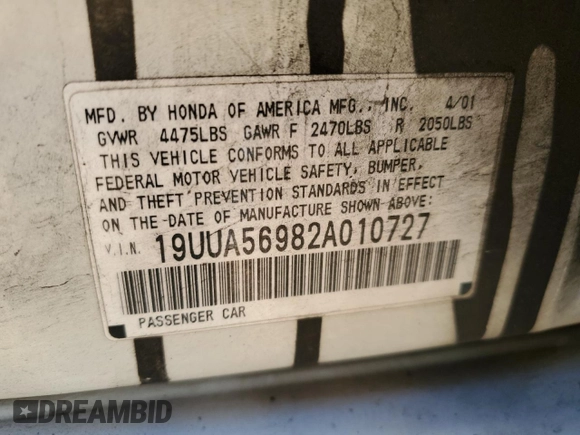 MFD. BY HONDA OF AMERICA MFG., INC. 4/01
GVWR 4475LBS GAWR F 2470LBS R 2050LBS
THIS VEHICLE CONFORMS TO ALL APPLICABLE
FEDERAL MOTOR VEHICLE SAFETY, BUMPER,
AND THEFT PREVENTION STANDARDS IN EFFECT
ON THE DATE OF MANUFACTURE SHOWN ABOVE:
V.I.N. 19UUA56982A010727
PASSENGER CAR
DREAMBID